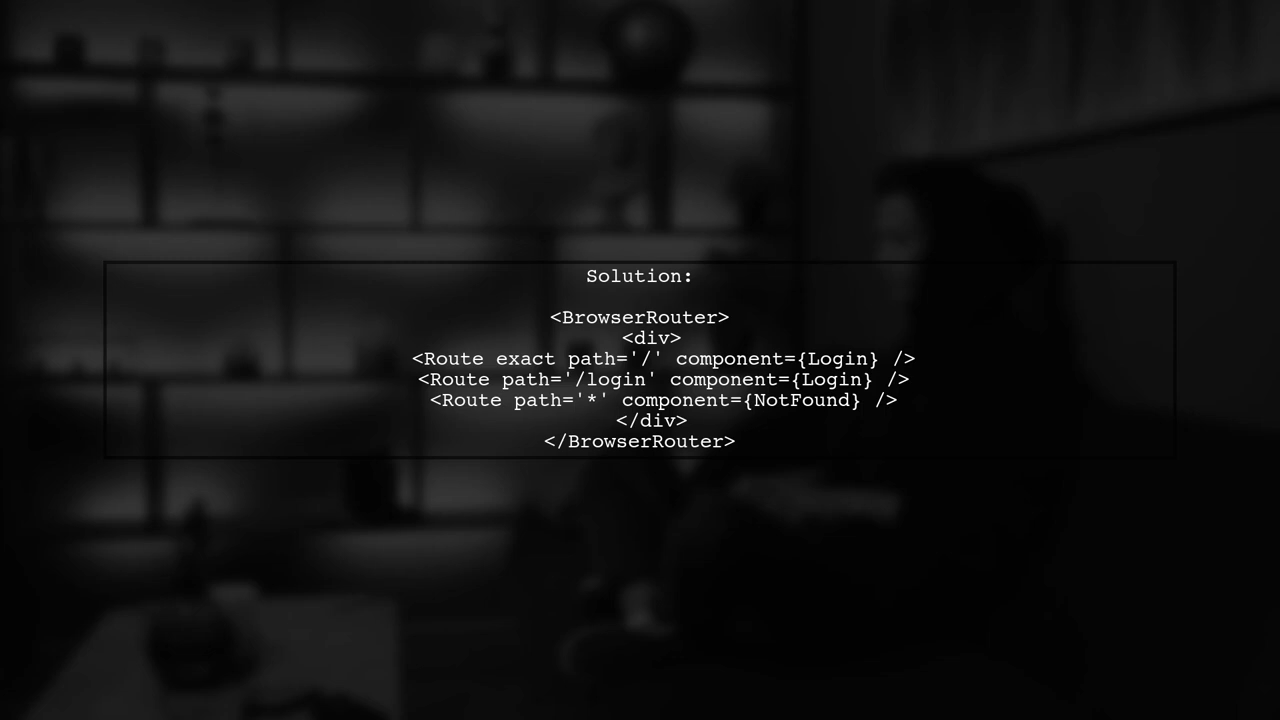 Solution:
<BrowserRouter>
<div>
<Route exact path='/' component={Login} />
<Route path='/login' component={Login} />
<Route path='*' component={NotFound} />
</div>
</BrowserRouter>